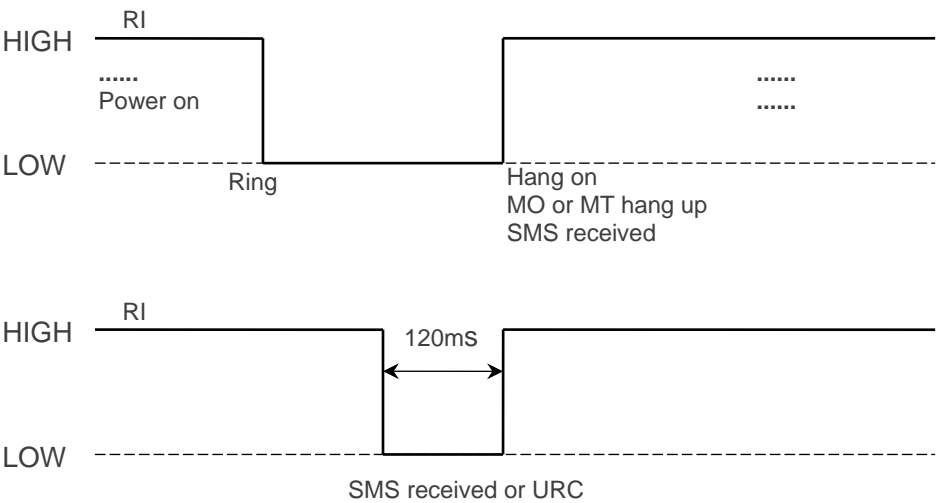 RI
HIGH
......
......
Power on
......
LOW
Ring
Hang on
MO or MT hang up
SMS received
RI
HIGH
120ms
LOW
SMS received or URC